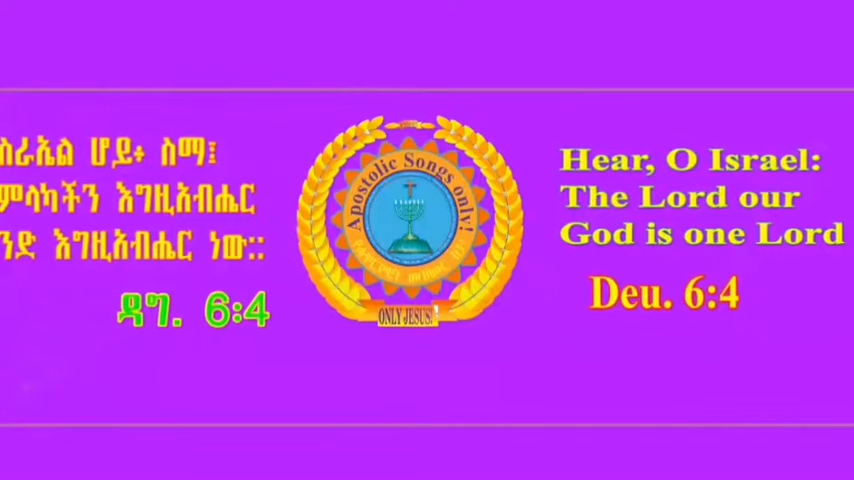 ስራኤል ሆይ፥ ስማ፤
ምላካችን እግዚአብሔር
ንድ እግዚአብሔር ነው።
ዳግ. 6:4
Apostolic Songs only!
ONLY JESUS!
Hear, O Israel:
The Lord our
God is one Lord
Deu. 6:4